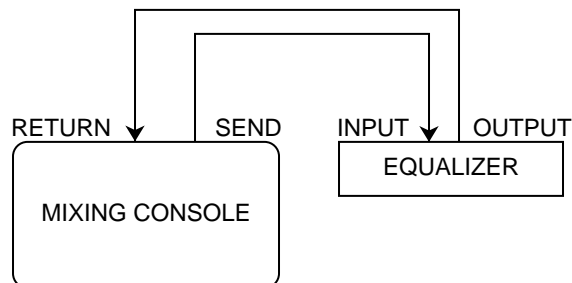 RETURN SEND INPUT OUTPUT
EQUALIZER
MIXING CONSOLE